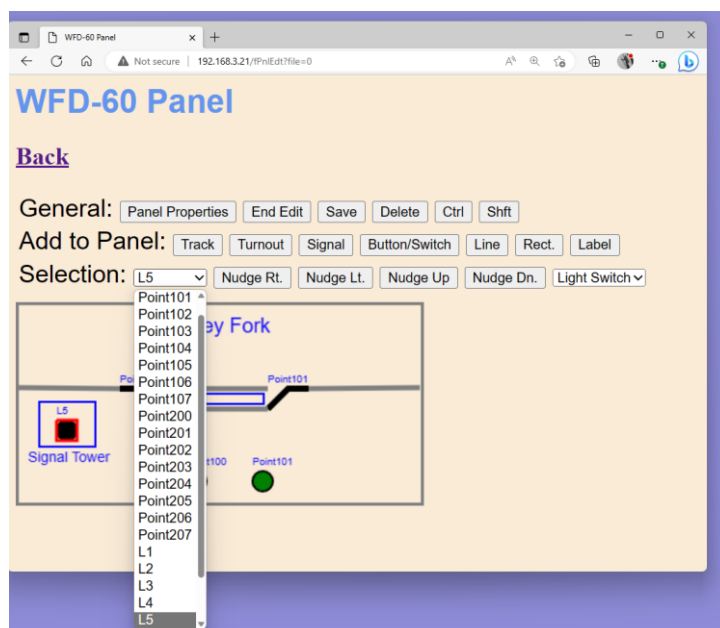 WFD-60 Panel
Not secure | 192.168.3.21/fPnlEdt?file=0
WFD-60 Panel
Back
General: Panel Properties End Edit Save Delete Ctrl Shft
Add to Panel: Track Turnout Signal Button/Switch Line Rect. Label
Selection: L5 Nudge Rt. Nudge Lt. Nudge Up Nudge Dn. Light Switch
Point101
Point102
Point103
Point104
Point105
Point106
Point107
Point200
Point201
Point202
Point203
Point204
Point205
Point206
Point207
L1
L2
L3
L4
L5
ey Fork
Po
Point101
L5
Signal Tower
t100
Point101